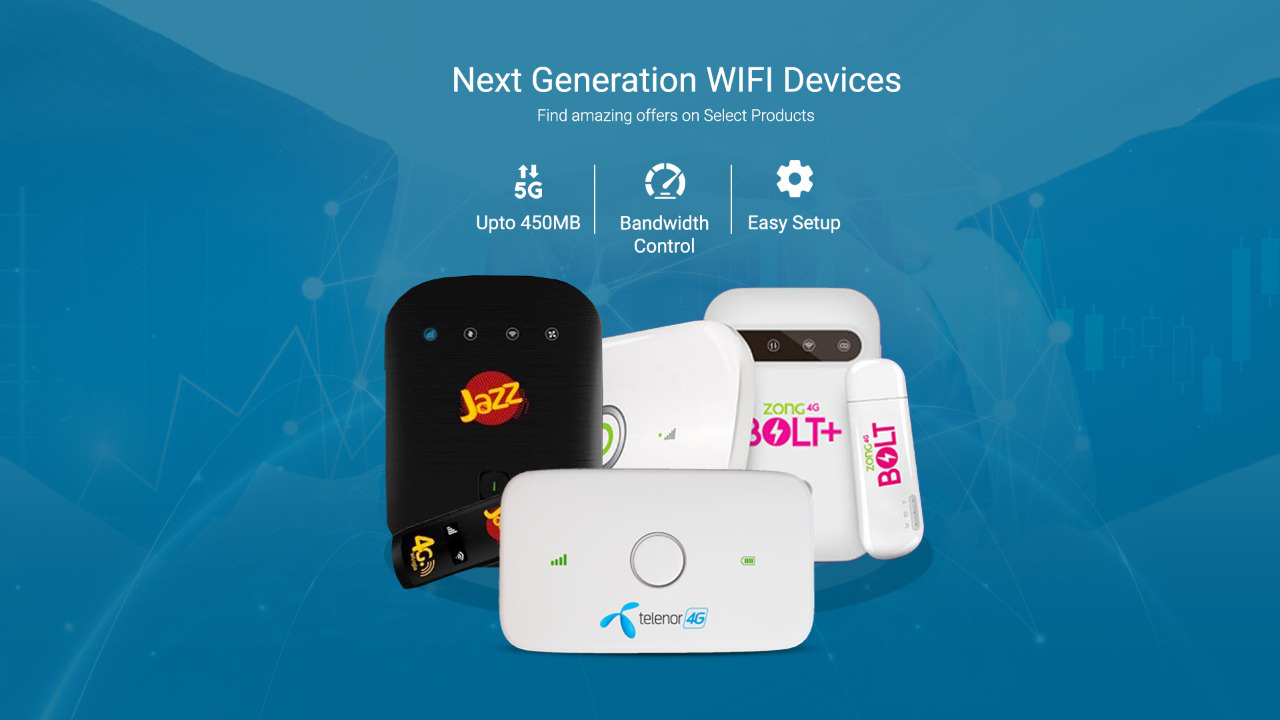 Next Generation WIFI Devices
Find amazing offers on Select Products
5G
Upto 450MB
Bandwidth
Control
Easy Setup
Jazz
ZONG 4G
BOLT+
ZONG 4G
BOLT
4G
telenor 4G